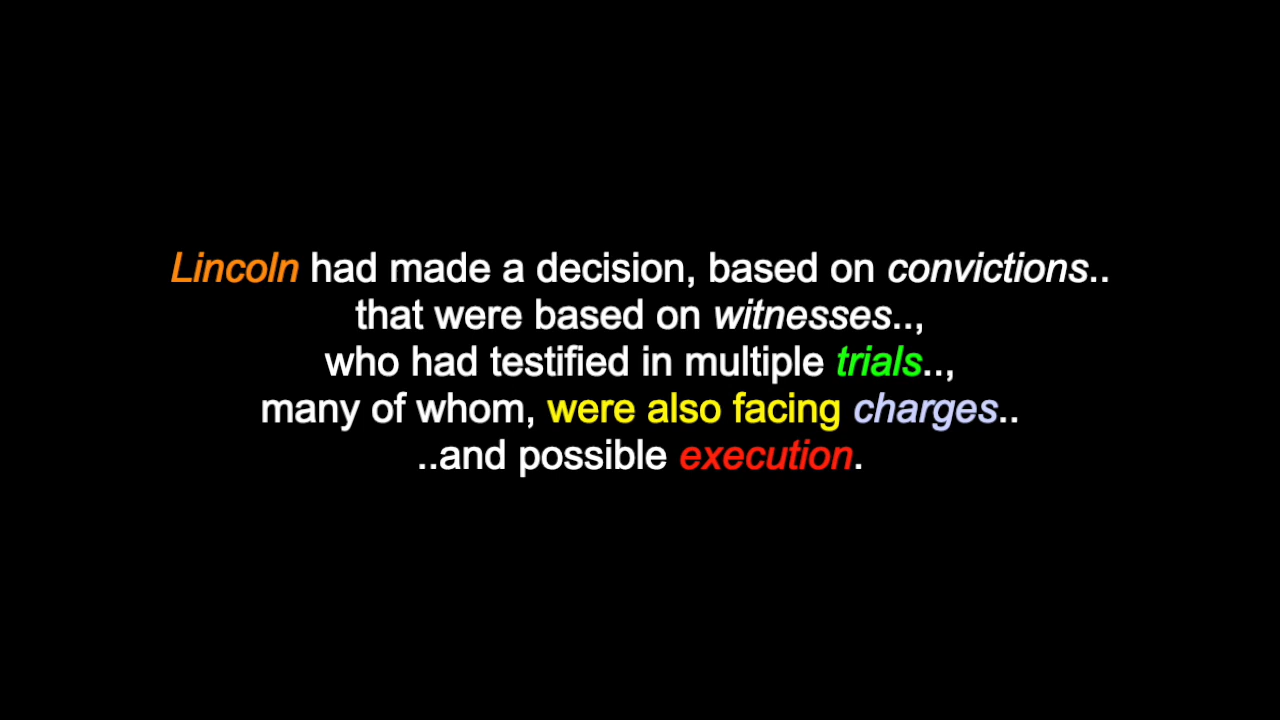 Lincoln had made a decision, based on convictions..
that were based on witnesses..,
who had testified in multiple trials..,
many of whom, were also facing charges..
..and possible execution.